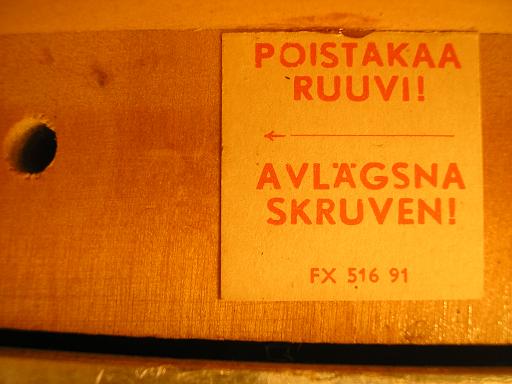 POISTAKAA
RUUVI!
AVLÄGSNA
SKRUVEN!
FX 516 91